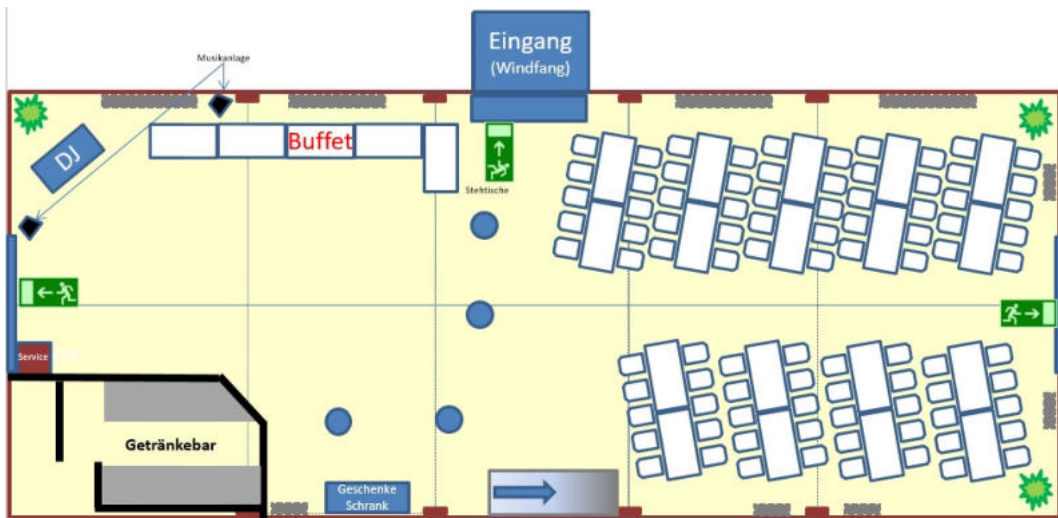 Eingang
(Windfang)
Musikanlage
DJ
Buffet
Stehtische
Service
Getränkebar
Geschenke
Schrank